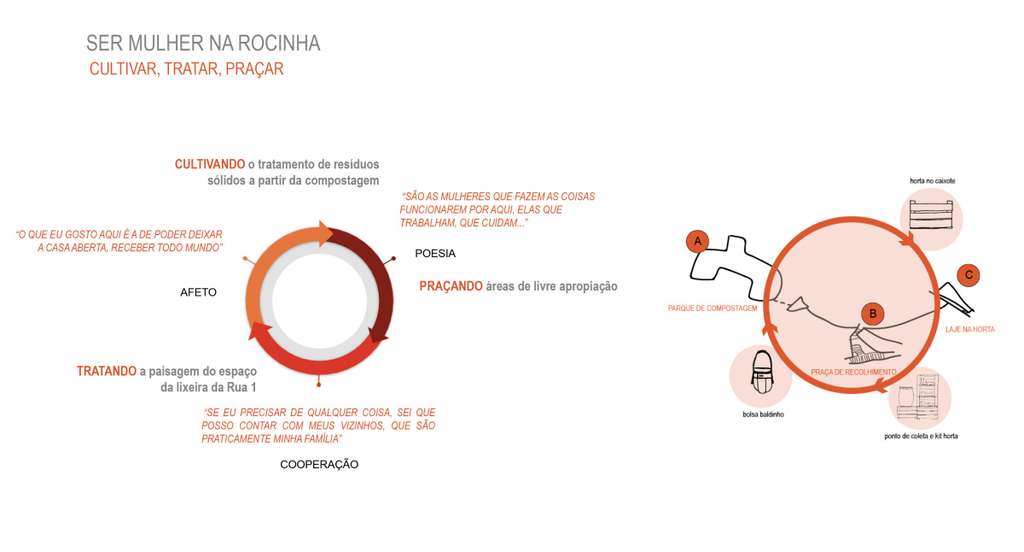 SER MULHER NA ROCINHA
CULTIVAR, TRATAR, PRAÇAR
CULTIVANDO o tratamento de resíduos
sólidos a partir da compostagem
“SÃO AS MULHERES QUE FAZEM AS COISAS
FUNCIONAREM POR AQUI, ELAS QUE
TRABALHAM, QUE CUIDAM...”
“O QUE EU GOSTO AQUI É A DE PODER DEIXAR
A CASA ABERTA, RECEBER TODO MUNDO”
POESIA
AFETO
PRAÇANDO áreas de livre apropiação
TRATANDO a paisagem do espaço
da lixeira da Rua 1
“SE EU PRECISAR DE QUALQUER COISA, SEI QUE
POSSO CONTAR COM MEUS VIZINHOS, QUE SÃO
PRATICAMENTE MINHA FAMÍLIA”
COOPERAÇÃO
horta no caixote
A
C
B
PARQUE DE COMPOSTAGEM
LAJE NA HORTA
PRAÇA DE RECOLHIMENTO
bolsa baldinho
ponto de coleta e kit horta